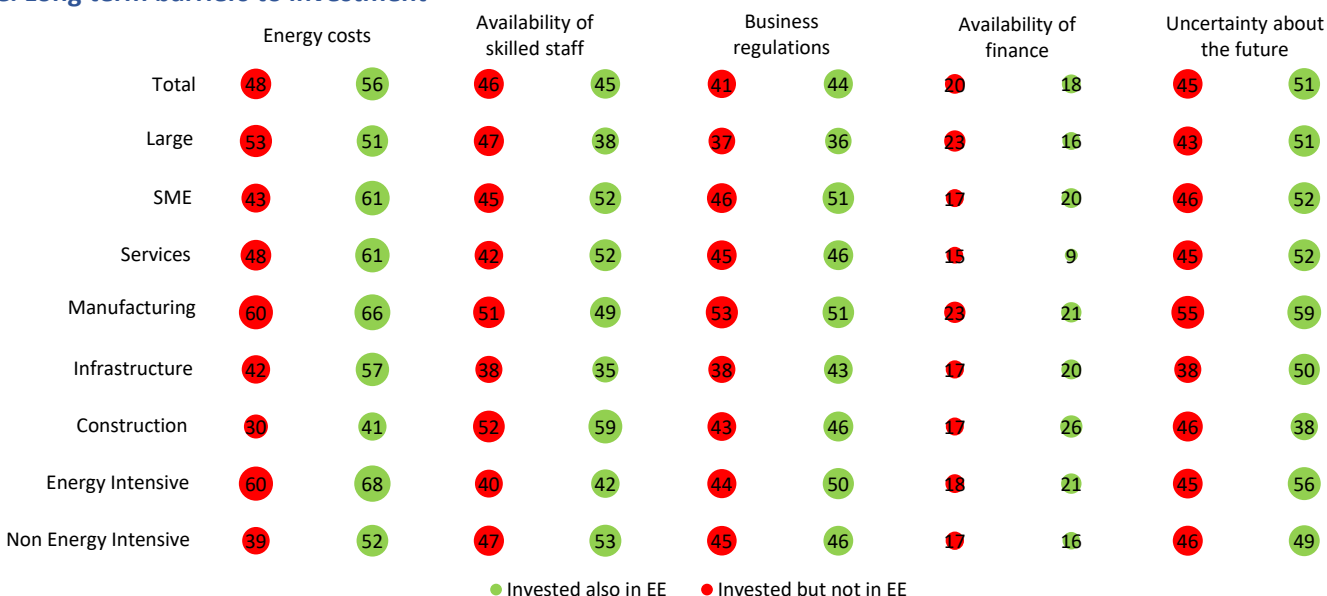 Long term barriers to investment
Energy costs
Availability of
skilled staff
Business
regulations
Availability of
finance
Uncertainty about
the future
Total 48 56 46 45 41 44 20 18 45 51
Large 53 51 47 38 37 36 23 16 43 51
SME 43 61 45 52 46 51 17 20 46 52
Services 48 61 42 52 45 46 15 9 45 52
Manufacturing 60 66 51 49 53 51 23 21 55 59
Infrastructure 42 57 38 35 38 43 17 20 38 50
Construction 30 41 52 59 43 46 17 26 46 38
Energy Intensive 60 68 40 42 44 50 18 21 45 56
Non Energy Intensive 39 52 47 53 45 46 17 16 46 49
Invested also in EE Invested but not in EE